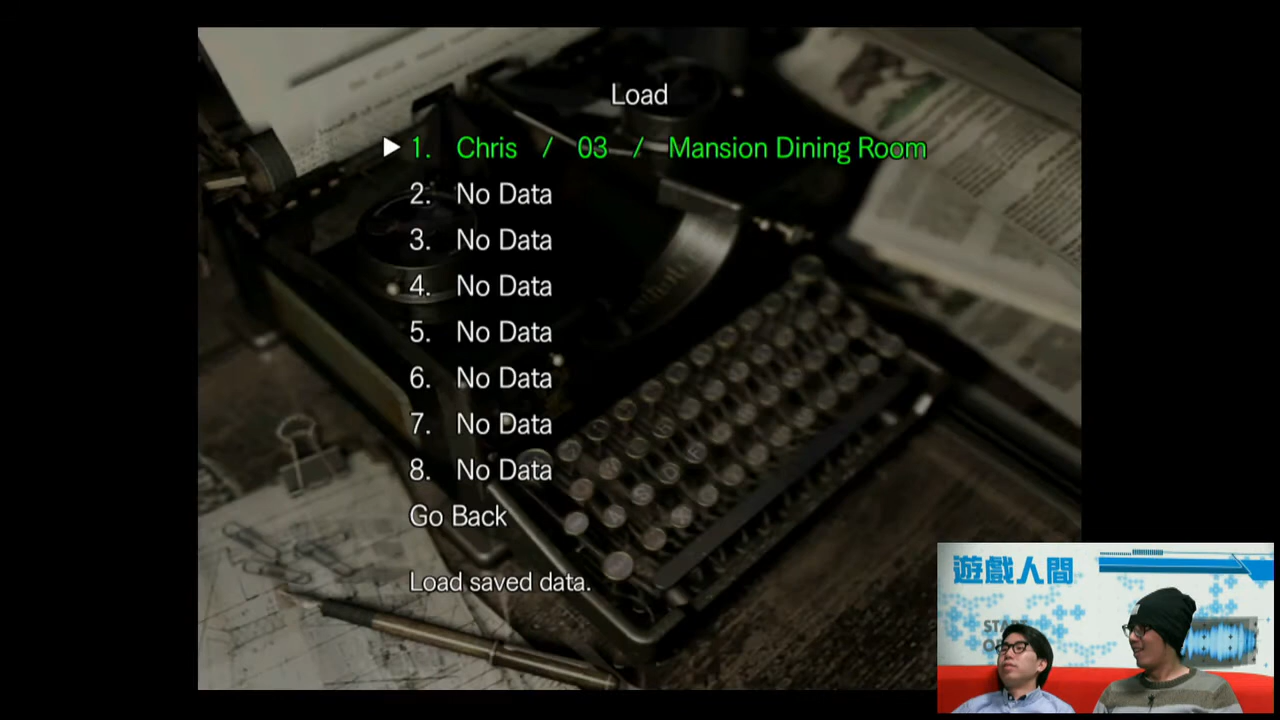 Load
1. Chris / 03 / Mansion Dining Room
2. No Data
3. No Data
4. No Data
5. No Data
6. No Data
7. No Data
8. No Data
Go Back
Load saved data.
遊戲人間